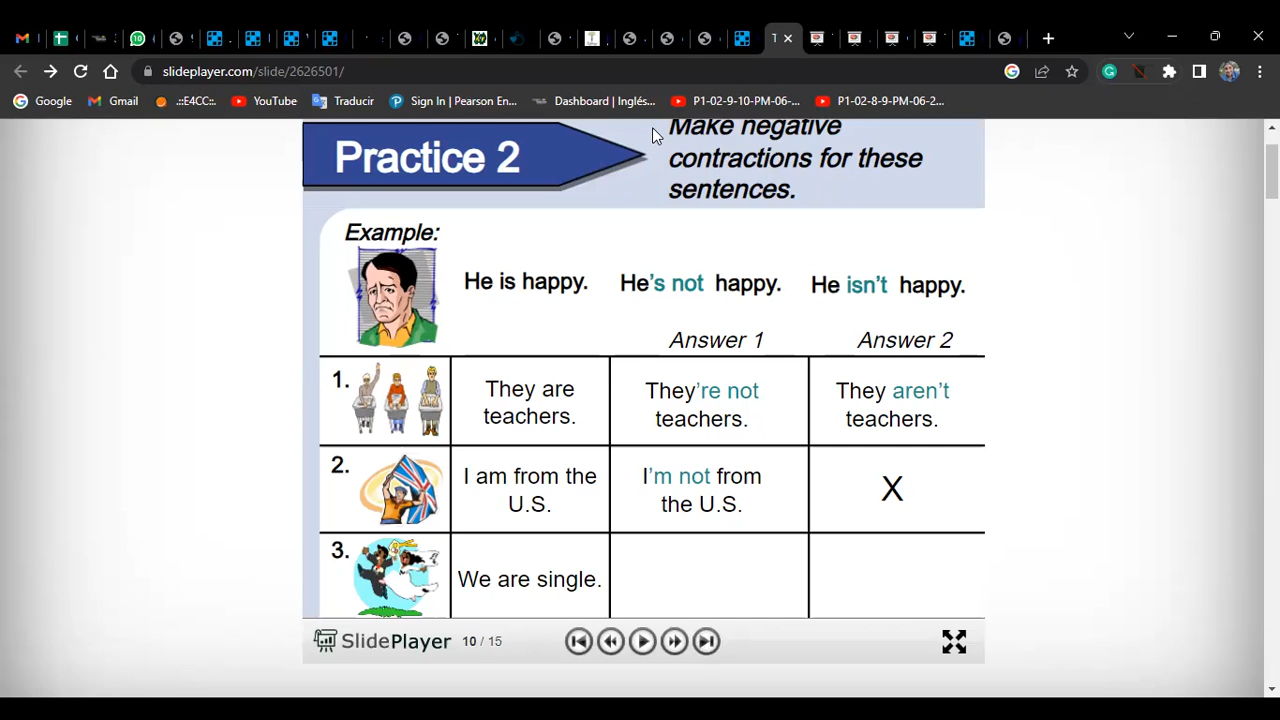 10
T
slideplayer.com/slide/2626501/
Google
Gmail
.::E4CC::.
YouTube
Traducir
Sign In | Pearson En...
Dashboard | Inglés...
P1-02-9-10-PM-06-...
P1-02-8-9-PM-06-2...
Practice 2
Make negative
contractions for these
sentences.
Example:
He is happy.
He's not happy.
He isn't happy.
Answer 1
Answer 2
1.
They are
teachers.
They're not
teachers.
They aren't
teachers.
2.
I am from the
U.S.
I'm not from
the U.S.
X
3.
We are single.
SlidePlayer
10 / 15